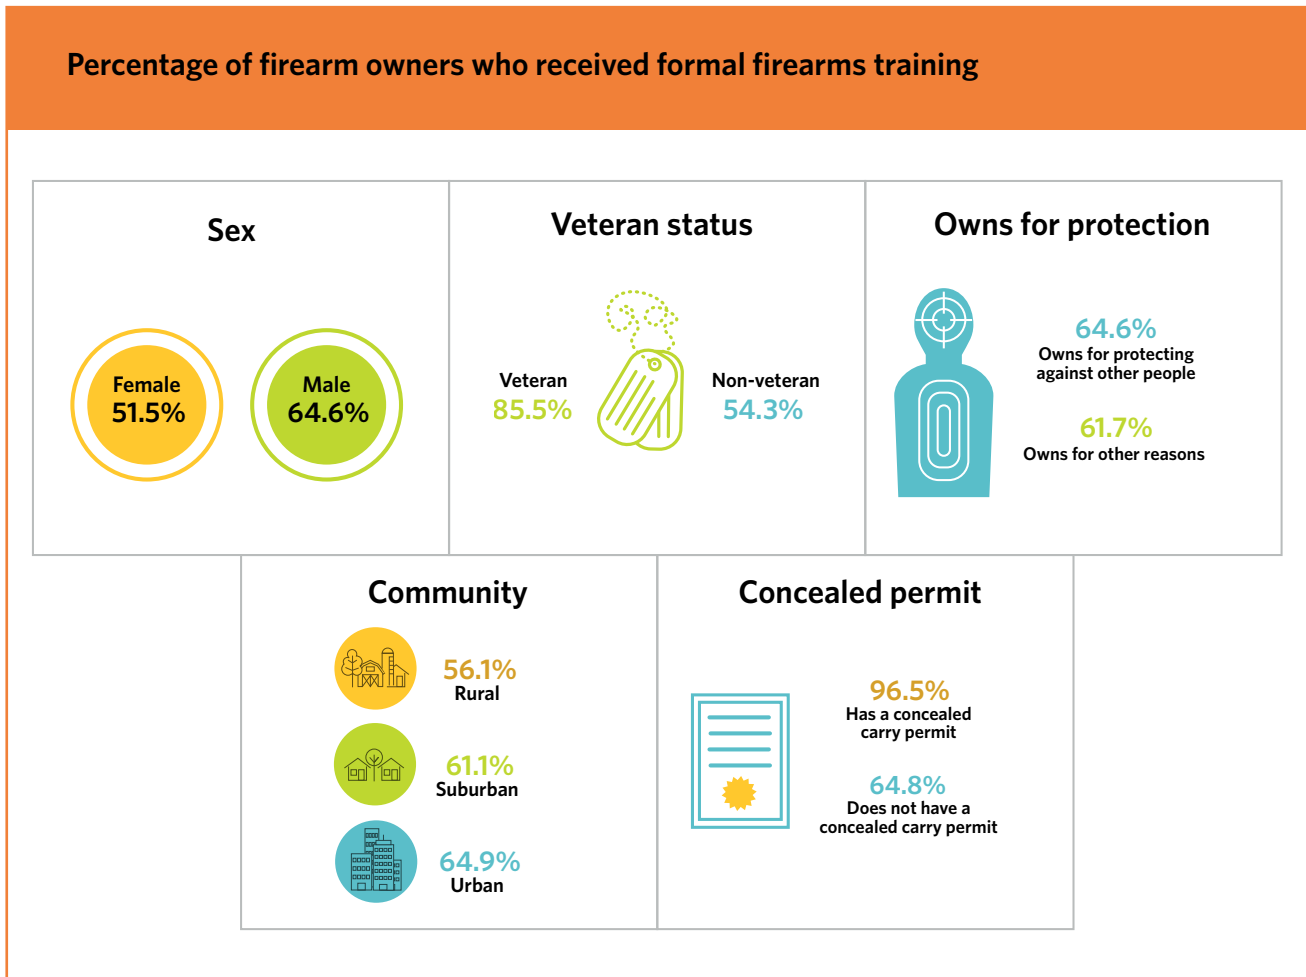 Percentage of firearm owners who received formal firearms training
Sex
Female
51.5%
Male
64.6%
Veteran status
Veteran
85.5%
Non-veteran
54.3%
Owns for protection
64.6%
Owns for protecting
against other people
61.7%
Owns for other reasons
Community
56.1%
Rural
61.1%
Suburban
64.9%
Urban
Concealed permit
96.5%
Has a concealed
carry permit
64.8%
Does not have a
concealed carry permit